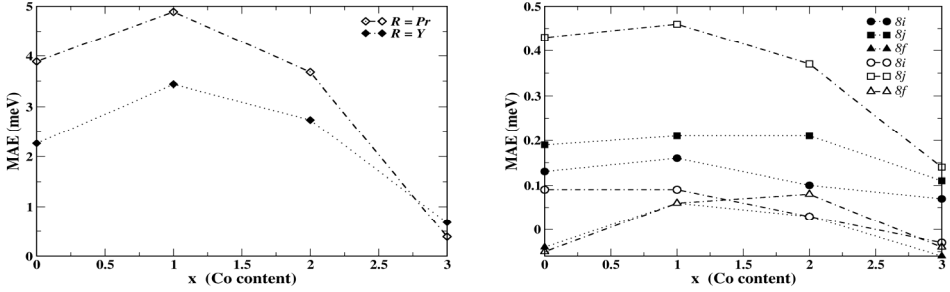 5
4
3
2
1
0
MAE (meV)
0 0.5 1 1.5 2 2.5 3
x (Co content)
R = Pr
R = Y
0.5
0.4
0.3
0.2
0.1
0
MAE (meV)
0 0.5 1 1.5 2 2.5 3
x (Co content)
8i
8j
8f
8i
8j
8f